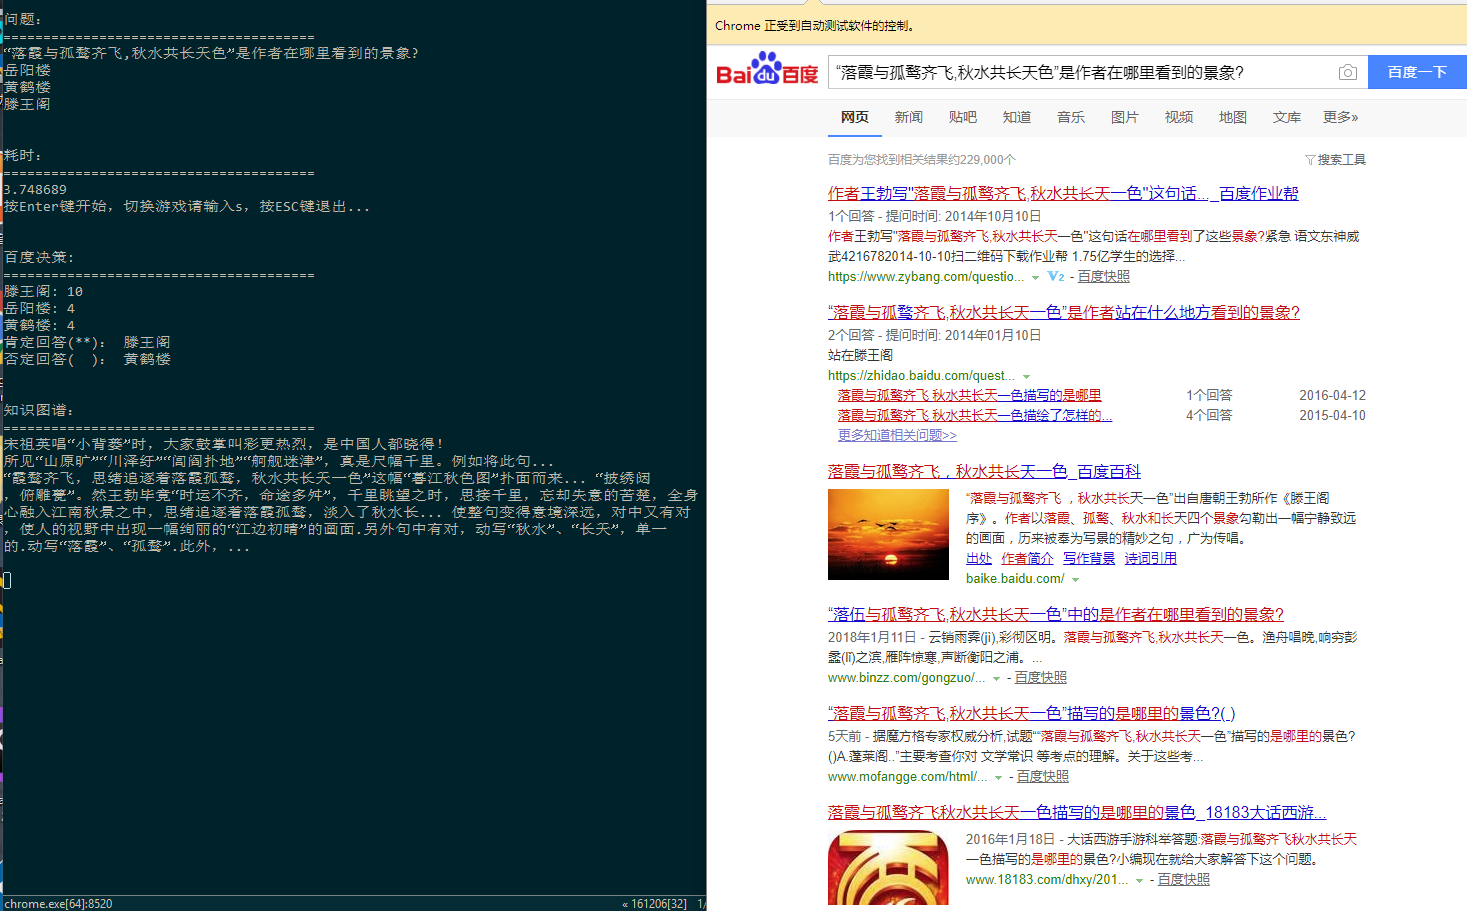 问题:
======================================
“落霞与孤鹜齐飞,秋水共长天色”是作者在哪里看到的景象?
岳阳楼
黄鹤楼
滕王阁
耗时:
======================================
3.748689
按Enter键开始，切换游戏请输入s，按ESC键退出...
百度决策:
======================================
滕王阁: 10
岳阳楼: 4
黄鹤楼: 4
肯定回答(**): 滕王阁
否定回答(  ): 黄鹤楼
知识图谱:
======================================
宋祖英唱“小背篓”时，大家鼓掌叫彩更热烈，是中国人都晓得!
所见“山原旷”“川泽纡”“闾阎扑地”“舸舰迷津”，真是尺幅千里。例如将此句...
“霞鹜齐飞，思绪追逐着落霞孤鹜，秋水共长天一色”这幅“暮江秋色图”扑面而来... “披绣闼
，俯雕甍”。然王勃毕竟“时运不齐，命途多舛”，千里眺望之时，思接千里，忘却失意的苦楚，全身
心融入江南秋景之中，思绪追逐着落霞孤鹜，淡入了秋水长... 使整句变得意境深远，对中又有对
，使人的视野中出现一幅绚丽的“江边初晴”的画面.另外句中有对，动写“秋水”、“长天”，单一
的.动写“落霞”、“孤鹜”.此外，...
chrome.exe[64]:8520
« 161206[32] 1/
Chrome 正受到自动测试软件的控制。
Baidu百度
“落霞与孤鹜齐飞,秋水共长天色”是作者在哪里看到的景象?
百度一下
网页 新闻 贴吧 知道 音乐 图片 视频 地图 文库 更多»
百度为您找到相关结果约229,000个
搜索工具
作者王勃写"落霞与孤鹜齐飞,秋水共长天一色"这句话..._百度作业帮
1个回答 - 提问时间: 2014年10月10日
作者王勃写"落霞与孤鹜齐飞,秋水共长天一色"这句话在哪里看到了这些景象?紧急 语文东神威
武4216782014-10-10扫二维码下载作业帮 1.75亿学生的选择...
https://www.zybang.com/questio... V2 - 百度快照
“落霞与孤鹜齐飞,秋水共长天一色”是作者站在什么地方看到的景象?
2个回答 - 提问时间: 2014年01月10日
站在滕王阁
https://zhidao.baidu.com/quest...
落霞与孤鹜齐飞 秋水共长天一色描写的是哪里 1个回答 2016-04-12
落霞与孤鹜齐飞 秋水共长天一色描绘了怎样的... 4个回答 2015-04-10
更多知道相关问题>>
落霞与孤鹜齐飞，秋水共长天一色_百度百科
“落霞与孤鹜齐飞 ，秋水共长天一色”出自唐朝王勃所作《滕王阁
序》。作者以落霞、孤鹜、秋水和长天四个景象勾勒出一幅宁静致远
的画面，历来被奉为写景的精妙之句，广为传唱。
出处 作者简介 写作背景 诗词引用
baike.baidu.com/
“落伍与孤鹜齐飞,秋水共长天一色”中的是作者在哪里看到的景象?
2018年1月11日 - 云销雨霁(jì),彩彻区明。落霞与孤鹜齐飞,秋水共长天一色。渔舟唱晚,响穷彭
蠡(lǐ)之滨,雁阵惊寒,声断衡阳之浦。...
www.binzz.com/gongzuo/... - 百度快照
“落霞与孤鹜齐飞,秋水共长天一色”描写的是哪里的景色?( )
5天前 - 据魔方格专家权威分析,试题““落霞与孤鹜齐飞,秋水共长天一色”描写的是哪里的景色?
()A.蓬莱阁..”主要考查你对 文学常识 等考点的理解。关于这些考...
www.mofangge.com/html/... - 百度快照
落霞与孤鹜齐飞秋水共长天一色描写的是哪里的景色_18183大话西游...
2016年1月18日 - 大话西游手游科举答题:落霞与孤鹜齐飞秋水共长天
一色描写的是哪里的景色?小编现在就给大家解答下这个问题。
www.18183.com/dhxy/201... - 百度快照